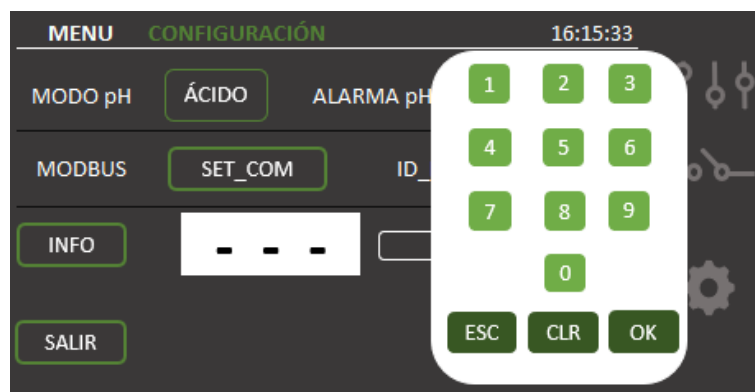 MENU CONFIGURACIÓN 16:15:33
MODO pH ÁCIDO ALARMA pH
MODBUS SET_COM ID_
INFO - - -
SALIR
1 2 3
4 5 6
7 8 9
0
ESC CLR OK